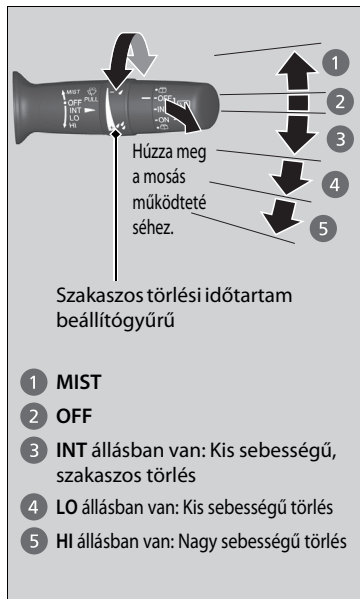 MIST
OFF
INT
LO
HI
PULL
OFF
INT
ON
1
2
3
4
5
Húzza meg
a mosás
működteté
séhez.
Szakaszos törlési időtartam
beállítógyűrű
1 MIST
2 OFF
3 INT állásban van: Kis sebességű,
szakaszos törlés
4 LO állásban van: Kis sebességű törlés
5 HI állásban van: Nagy sebességű törlés